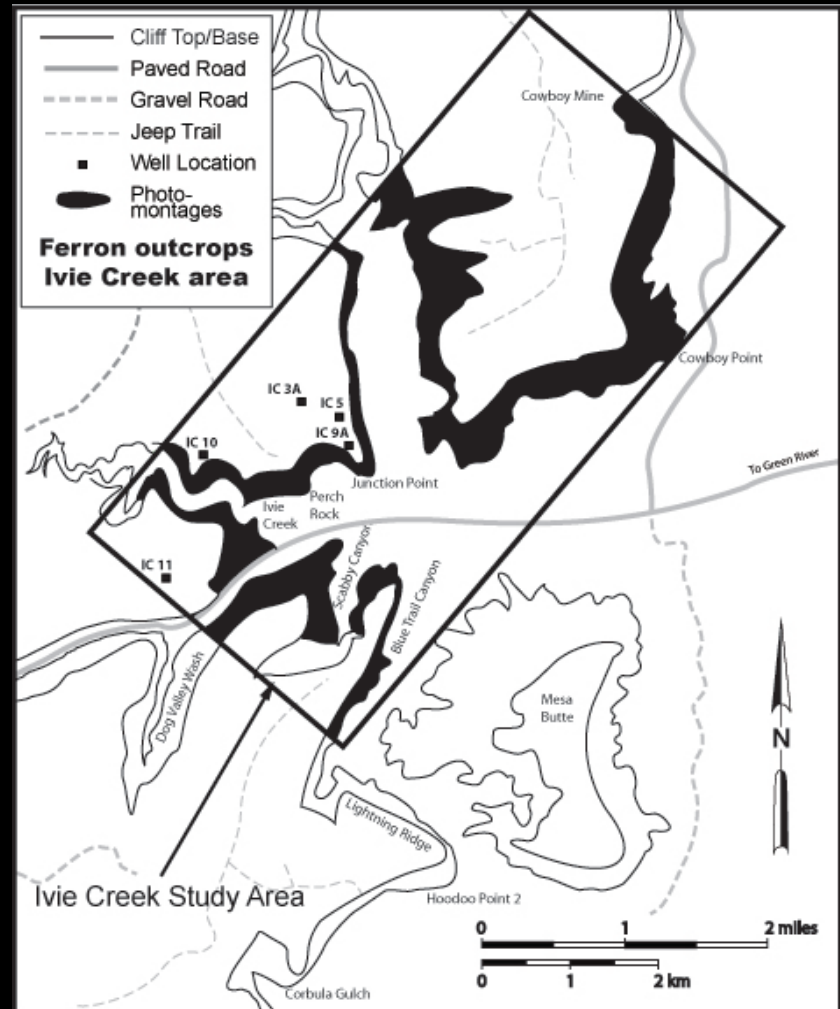 Cliff Top/Base
Paved Road
Gravel Road
Jeep Trail
Well Location
Photo-
montages
Ferron outcrops
Ivie Creek area
Cowboy Mine
Cowboy Point
IC 3A
IC 5
IC 9A
IC 10
Junction Point
To Green River
Ivie
Creek
Perch
Rock
IC 11
Scabby Canyon
Blue Trail Canyon
Dog Valley Wash
Mesa
Butte
N
Lightning Ridge
Ivie Creek Study Area
Hoodoo Point 2
Corbula Gulch
0 1 2 miles
0 1 2 km